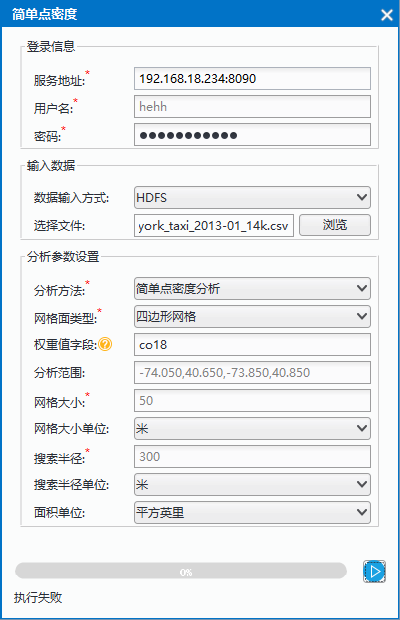 简单点密度
登录信息
服务地址:* 192.168.18.234:8090
用户名:* hehh
密码:* ●●●●●●●●●●●
输入数据
数据输入方式: HDFS
选择文件: york_taxi_2013-01_14k.csv 浏览
分析参数设置
分析方法:* 简单点密度分析
网格面类型:* 四边形网格
权重值字段: ? co18
分析范围: -74.050,40.650,-73.850,40.850
网格大小:* 50
网格大小单位: 米
搜索半径:* 300
搜索半径单位: 米
面积单位: 平方英里
0%
执行失败